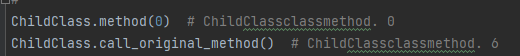 #
ChildClass.method(0)  # ChildClassclassmethod. 0
ChildClass.call_original_method()  # ChildClassclassmethod. 6